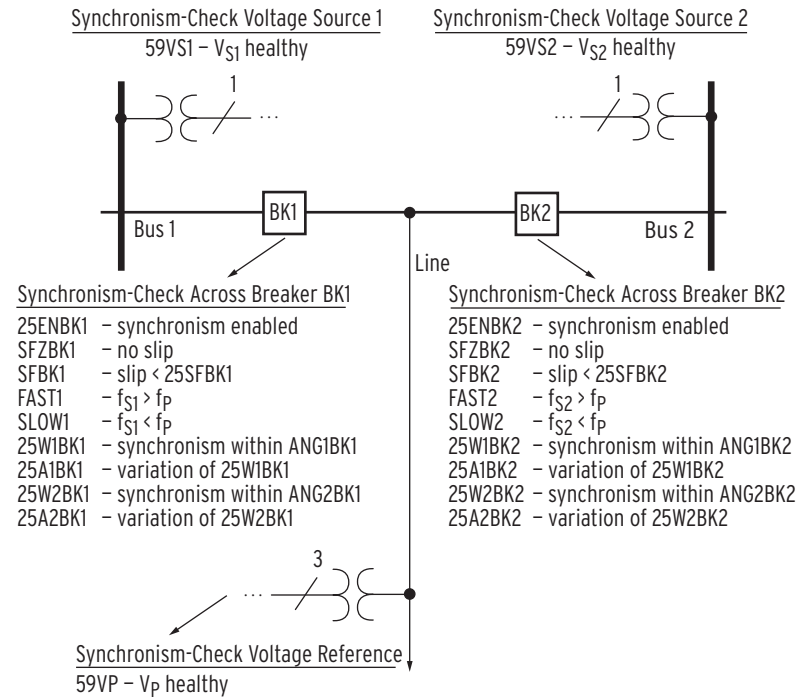 Synchronism-Check Voltage Source 1
59VS1 – VS1 healthy
Synchronism-Check Voltage Source 2
59VS2 – VS2 healthy
1
...
...
1
BK1
BK2
Bus 1
Bus 2
Line
Synchronism-Check Across Breaker BK1
25ENBK1 – synchronism enabled
SFZBK1 – no slip
SFBK1 – slip < 25SFBK1
FAST1 – fS1 > fP
SLOW1 – fS1 < fP
25W1BK1 – synchronism within ANG1BK1
25A1BK1 – variation of 25W1BK1
25W2BK1 – synchronism within ANG2BK1
25A2BK1 – variation of 25W2BK1
Synchronism-Check Across Breaker BK2
25ENBK2 – synchronism enabled
SFZBK2 – no slip
SFBK2 – slip < 25SFBK2
FAST2 – fS2 > fP
SLOW2 – fS2 < fP
25W1BK2 – synchronism within ANG1BK2
25A1BK2 – variation of 25W1BK2
25W2BK2 – synchronism within ANG2BK2
25A2BK2 – variation of 25W2BK2
3
...
Synchronism-Check Voltage Reference
59VP – VP healthy